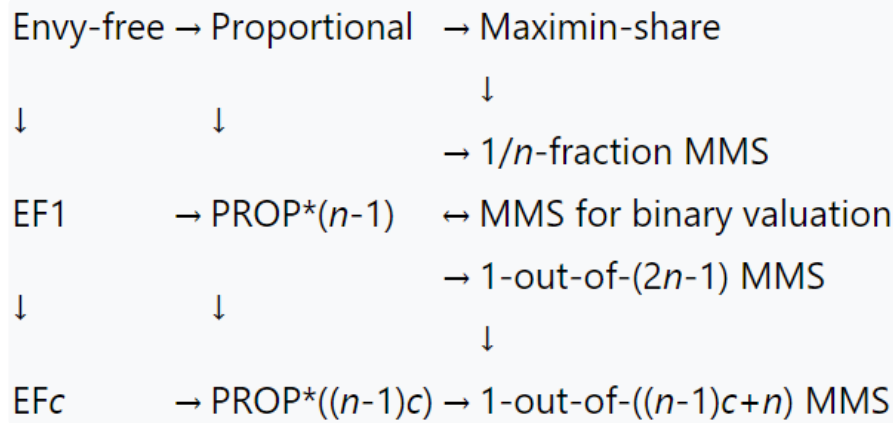 Envy-free → Proportional → Maximin-share
↓ ↓ ↓
→ 1/n-fraction MMS
EF1 → PROP*(n-1) ↔ MMS for binary valuation
→ 1-out-of-(2n-1) MMS
↓ ↓ ↓
EFc → PROP*((n-1)c) → 1-out-of-((n-1)c+n) MMS